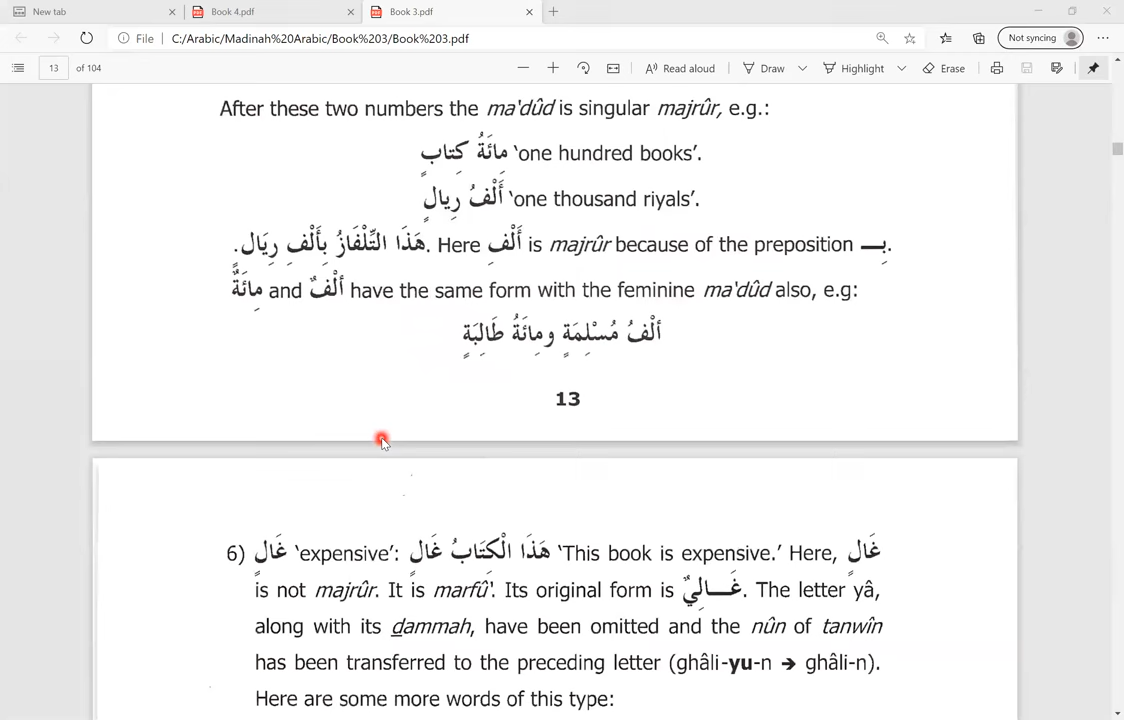 New tab
Book 4.pdf
Book 3.pdf
File C:/Arabic/Madinah%20Arabic/Book%203/Book%203.pdf
Not syncing
13 of 104
Read aloud
Draw
Highlight
Erase
After these two numbers the ma'dûd is singular majrûr, e.g.:
مِائَةُ كِتابٍ 'one hundred books'.
أَلْفُ رِيالٍ 'one thousand riyals'.
هَذَا التِّلْفَازُ بِأَلْفِ رِيَالٍ. Here أَلْفِ is majrûr because of the preposition بِـ.
مِائَةٌ and أَلْفٌ have the same form with the feminine ma'dûd also, e.g:
أَلْفُ مُسْلِمَةٍ ومِائَةُ طَالِبَةٍ
13
6) غَالٍ 'expensive': هَذَا الْكِتَابُ غَالٍ 'This book is expensive.' Here, غَالٍ
is not majrûr. It is marfû'. Its original form is غَـالِيٌ. The letter yâ,
along with its dammah, have been omitted and the nûn of tanwîn
has been transferred to the preceding letter (ghâli-yu-n ➔ ghâli-n).
Here are some more words of this type: